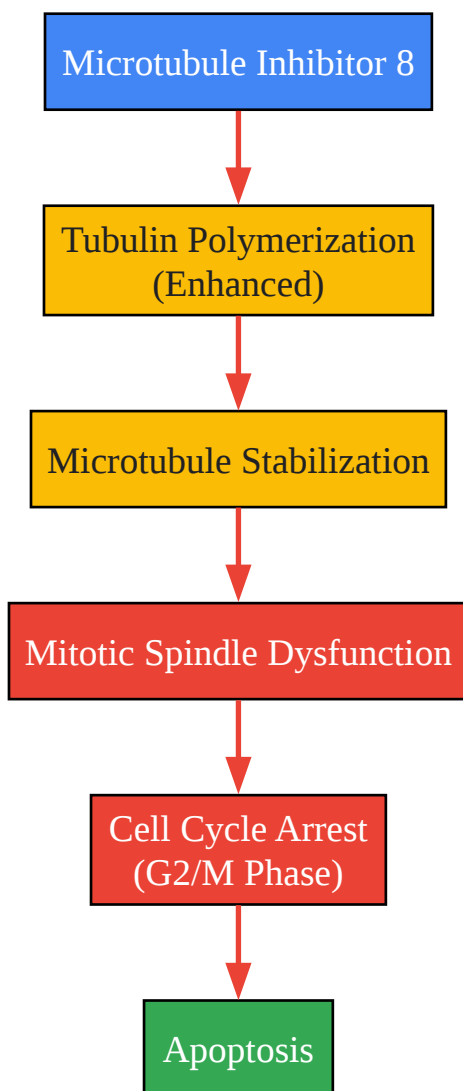 Microtubule Inhibitor 8
Tubulin Polymerization
(Enhanced)
Microtubule Stabilization
Mitotic Spindle Dysfunction
Cell Cycle Arrest
(G2/M Phase)
Apoptosis